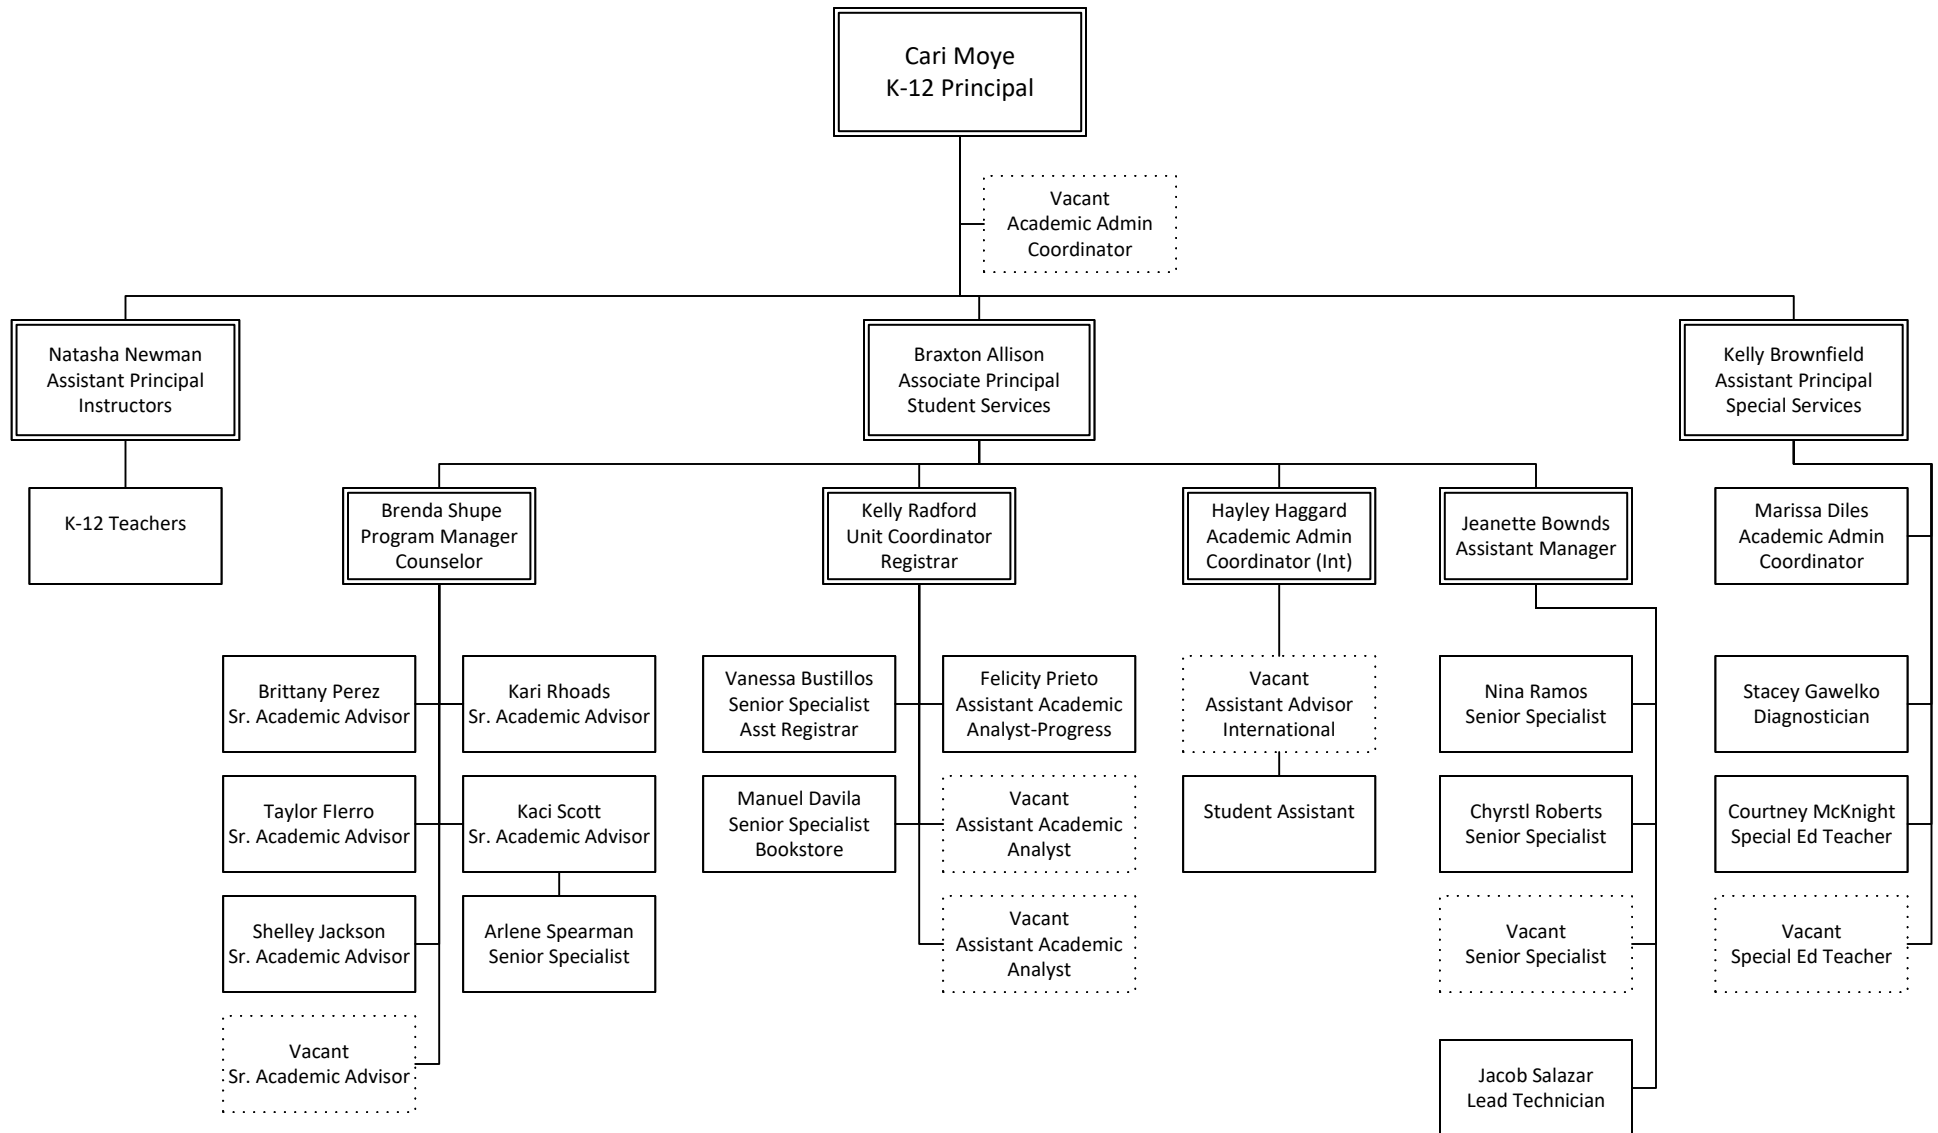 Cari Moye
K-12 Principal
Vacant
Academic Admin
Coordinator
Natasha Newman
Assistant Principal
Instructors
Braxton Allison
Associate Principal
Student Services
Kelly Brownfield
Assistant Principal
Special Services
K-12 Teachers
Brenda Shupe
Program Manager
Counselor
Kelly Radford
Unit Coordinator
Registrar
Hayley Haggard
Academic Admin
Coordinator (Int)
Jeanette Bownds
Assistant Manager
Marissa Diles
Academic Admin
Coordinator
Brittany Perez
Sr. Academic Advisor
Kari Rhoads
Sr. Academic Advisor
Vanessa Bustillos
Senior Specialist
Asst Registrar
Felicity Prieto
Assistant Academic
Analyst-Progress
Vacant
Assistant Advisor
International
Nina Ramos
Senior Specialist
Stacey Gawelko
Diagnostician
Taylor FIerro
Sr. Academic Advisor
Kaci Scott
Sr. Academic Advisor
Manuel Davila
Senior Specialist
Bookstore
Vacant
Assistant Academic
Analyst
Student Assistant
Chyrstl Roberts
Senior Specialist
Courtney McKnight
Special Ed Teacher
Shelley Jackson
Sr. Academic Advisor
Arlene Spearman
Senior Specialist
Vacant
Assistant Academic
Analyst
Vacant
Senior Specialist
Vacant
Special Ed Teacher
Vacant
Sr. Academic Advisor
Jacob Salazar
Lead Technician